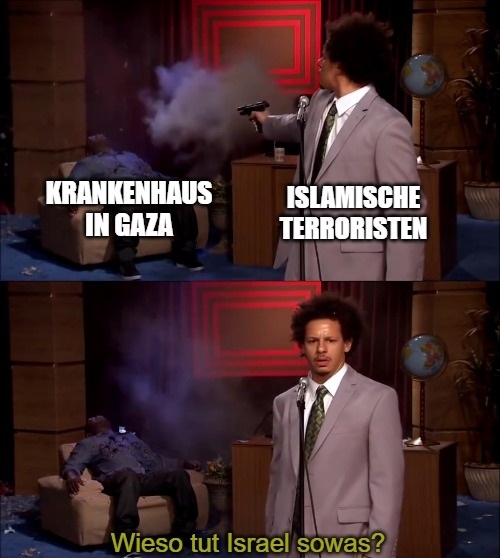 KRANKENHAUS
IN GAZA
ISLAMISCHE
TERRORISTEN
Wieso tut Israel sowas?